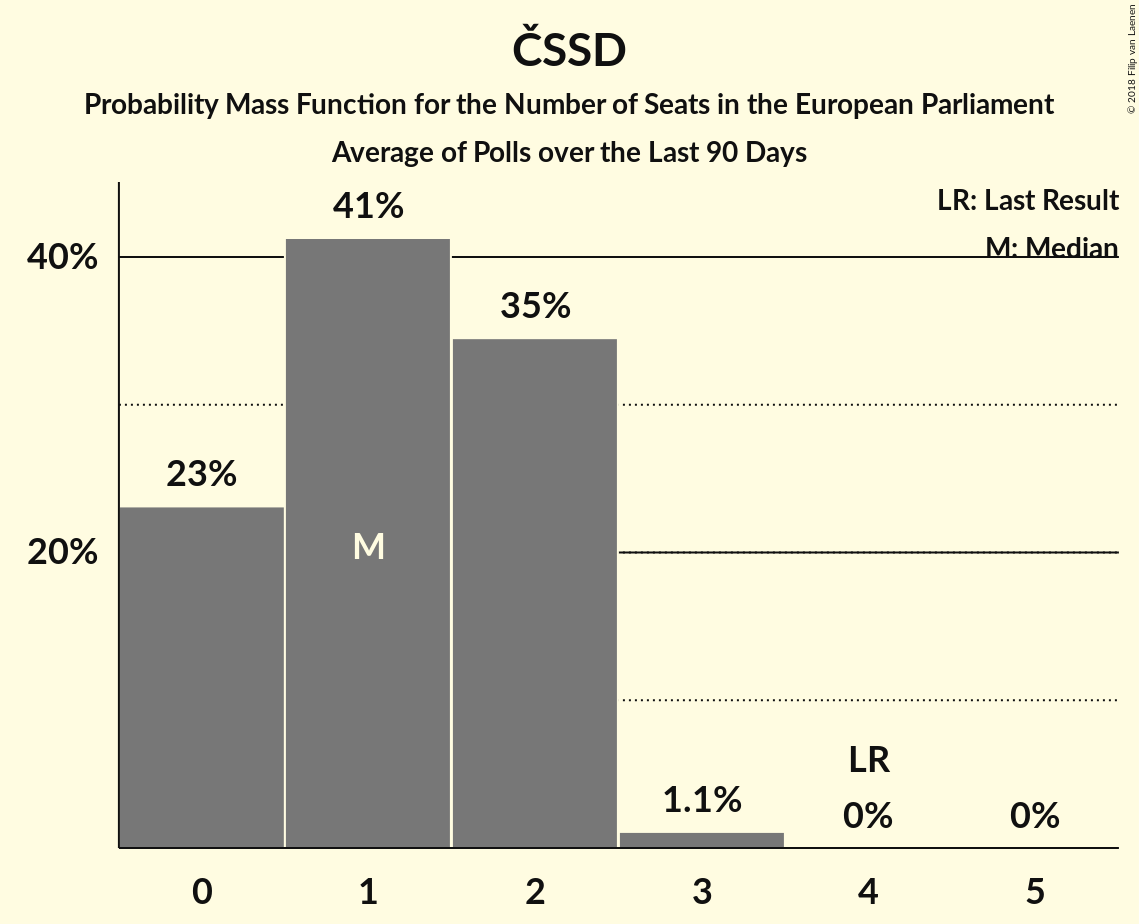 ČSSD
Probability Mass Function for the Number of Seats in the European Parliament
Average of Polls over the Last 90 Days
© 2018 Filip van Laenen
LR: Last Result
M: Median
40%
20%
41%
35%
23%
M
1.1%
LR
0%
0%
0 1 2 3 4 5